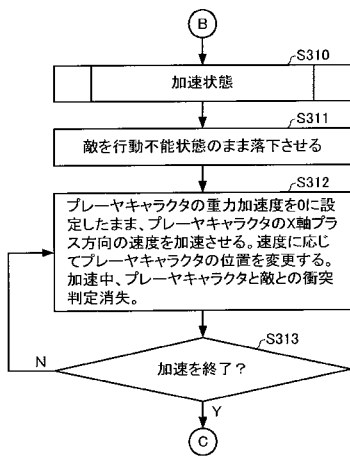 B
S310
加速状態
S311
敵を行動不能状態のまま落下させる
S312
プレーヤキャラクタの重力加速度を0に設
定したまま、プレーヤキャラクタのX軸プラ
ス方向の速度を加速させる。速度に応じ
てプレーヤキャラクタの位置を変更する。
加速中、プレーヤキャラクタと敵との衝突
判定消失。
S313
加速を終了？
N
Y
C